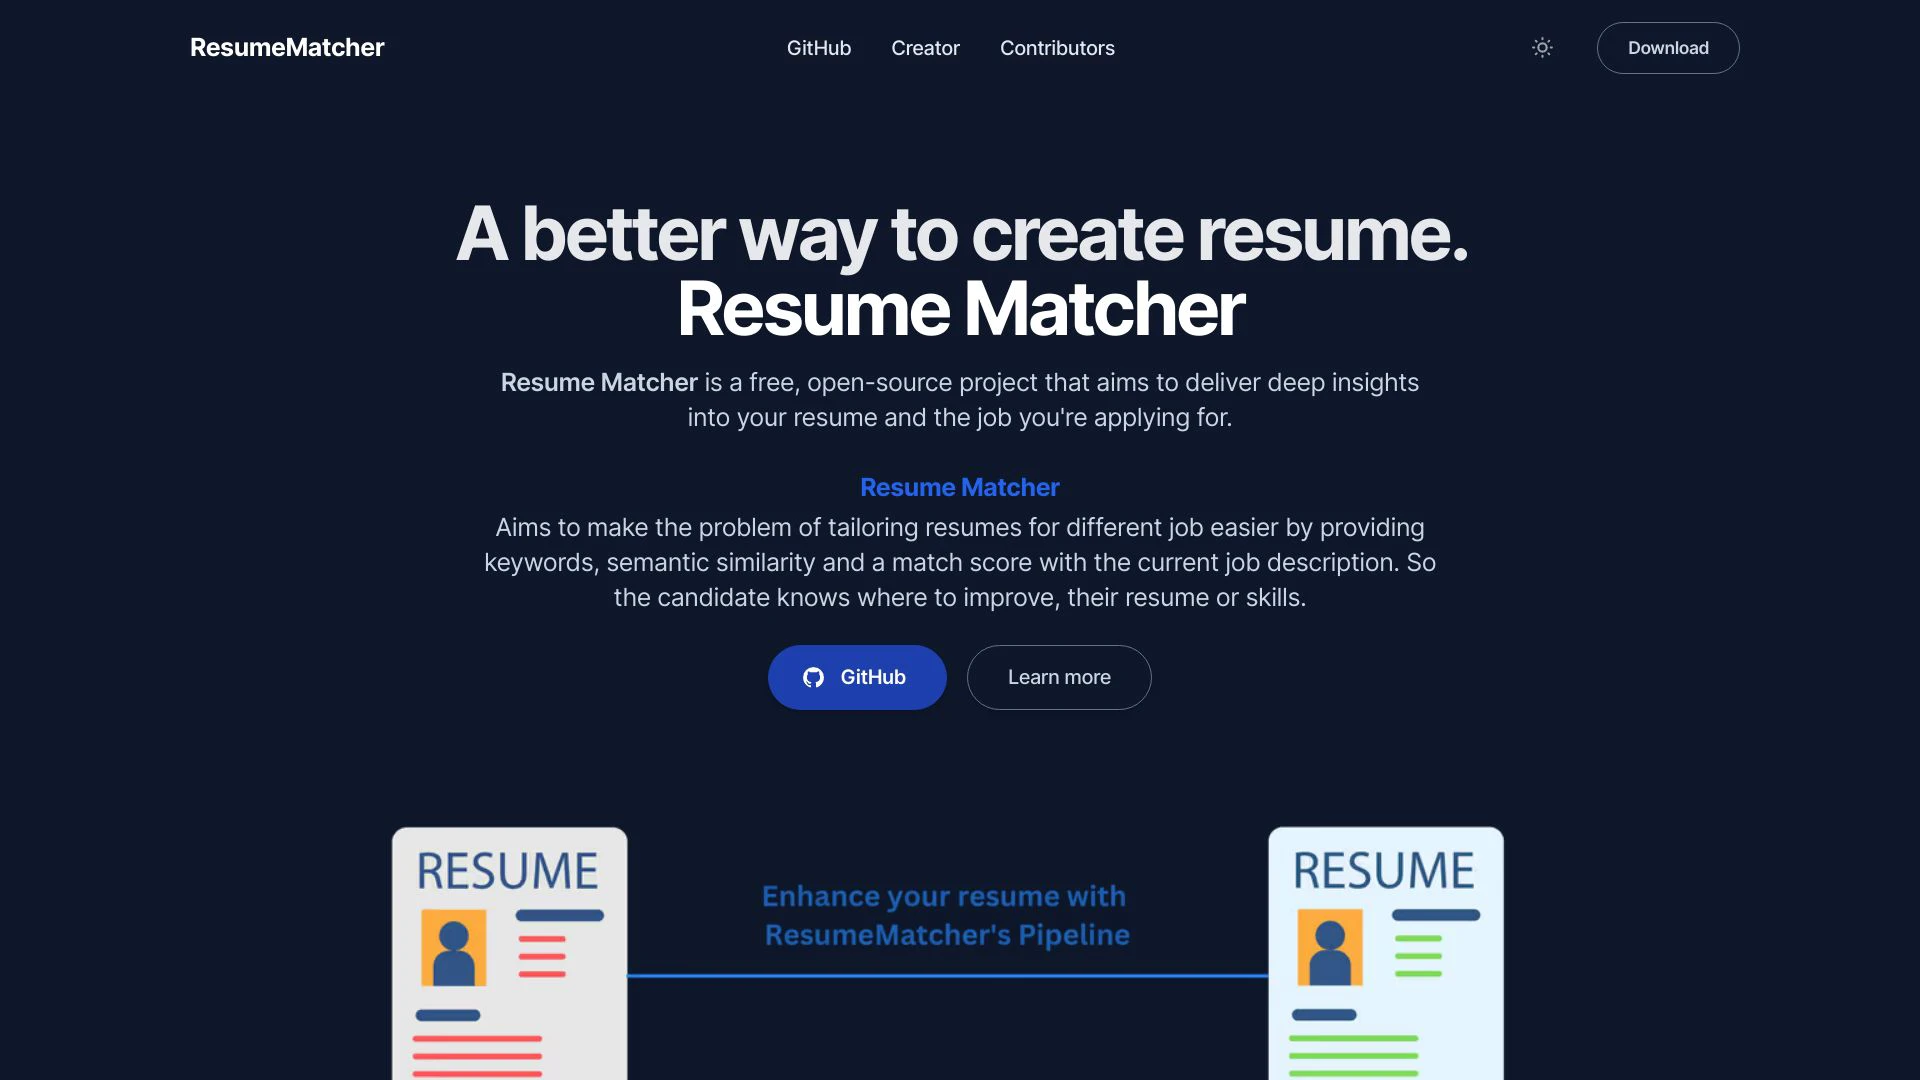 ResumeMatcher
GitHub
Creator
Contributors
Download
A better way to create resume.
Resume Matcher
Resume Matcher is a free, open-source project that aims to deliver deep insights
into your resume and the job you're applying for.
Resume Matcher
Aims to make the problem of tailoring resumes for different job easier by providing
keywords, semantic similarity and a match score with the current job description. So
the candidate knows where to improve, their resume or skills.
GitHub
Learn more
RESUME
Enhance your resume with
ResumeMatcher's Pipeline
RESUME